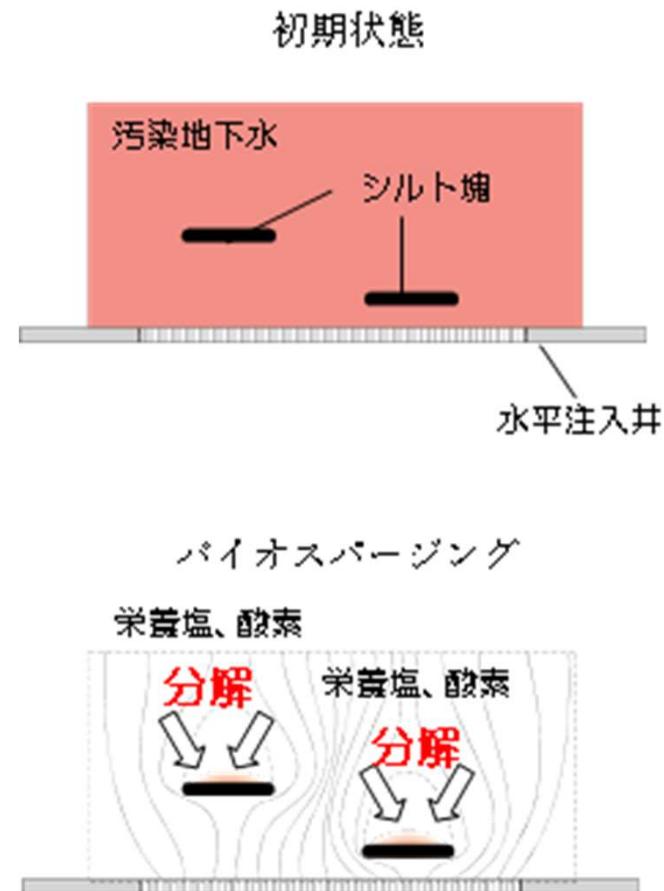 初期状態
汚染地下水
シルト塊
水平注入井
バイオスパージング
栄養塩、酸素
栄養塩、酸素
分解
分解